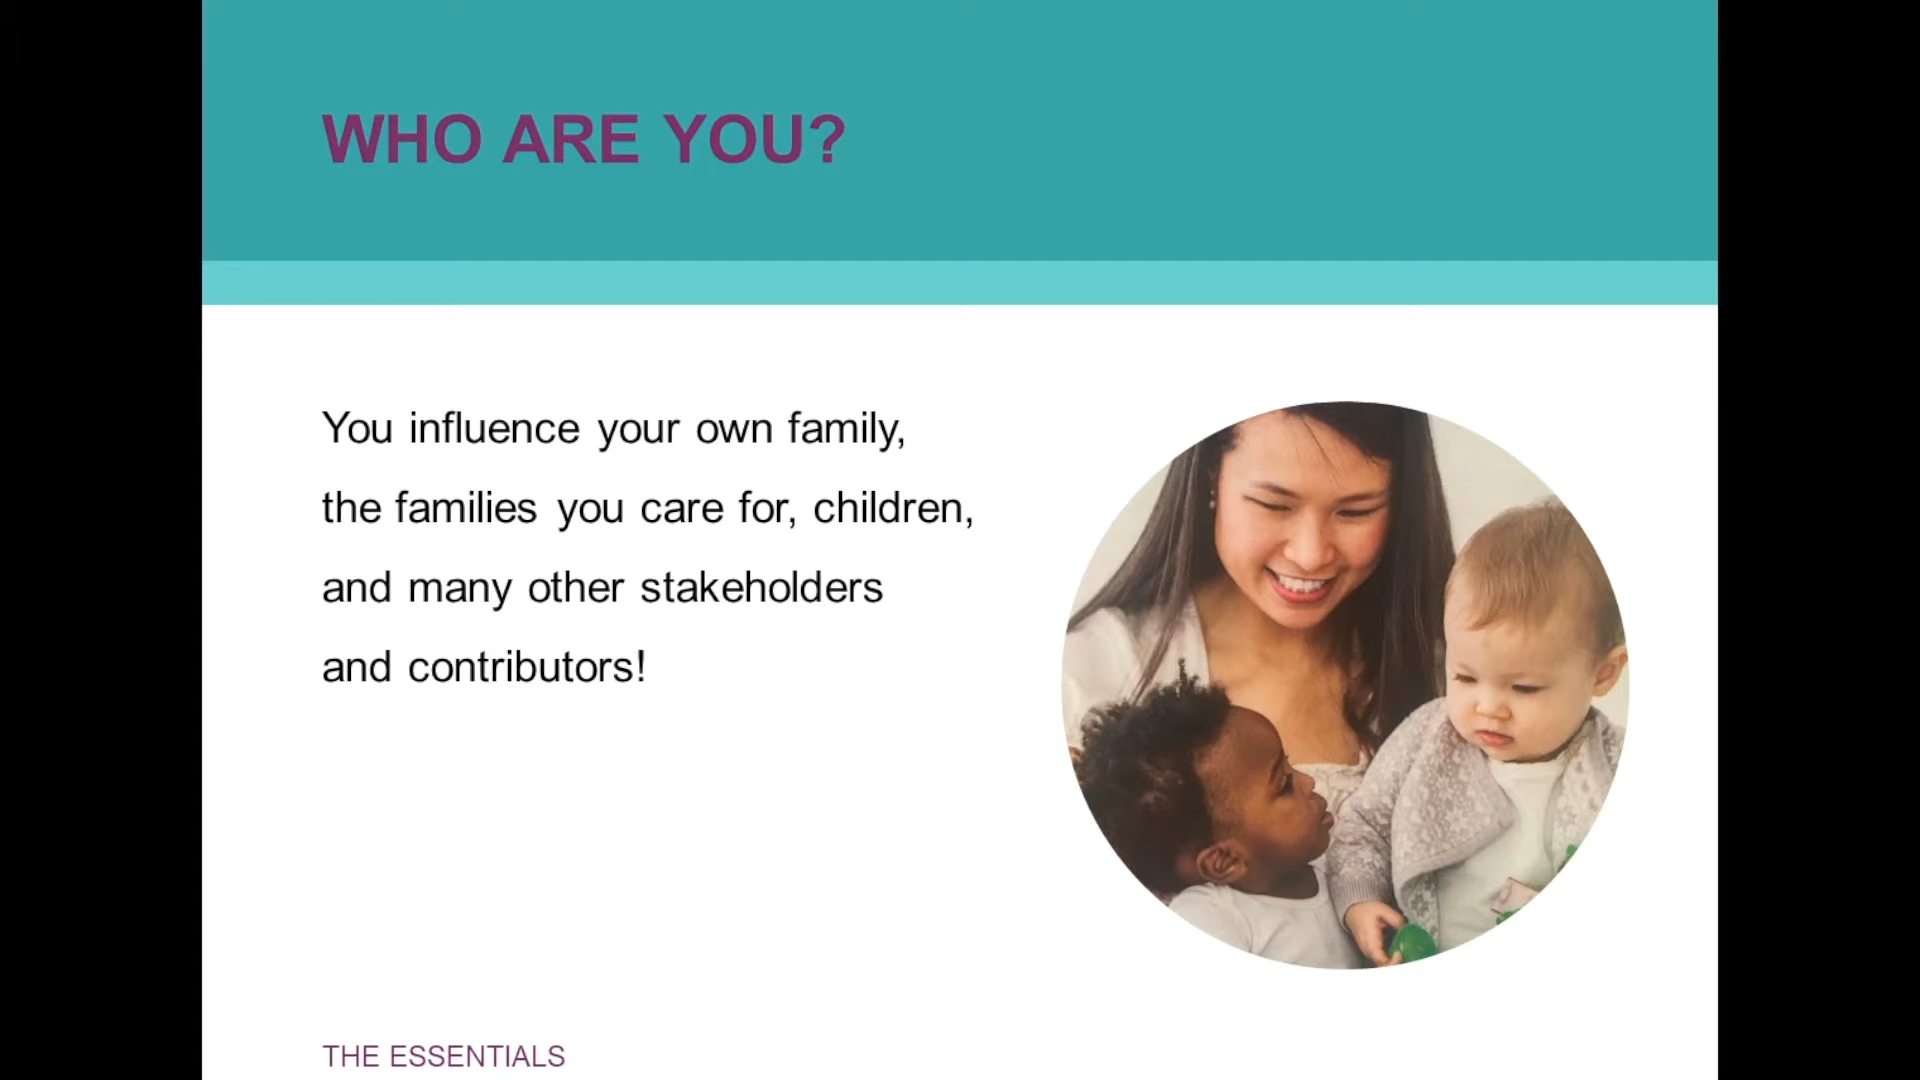 WHO ARE YOU?
You influence your own family,
the families you care for, children,
and many other stakeholders
and contributors!
THE ESSENTIALS